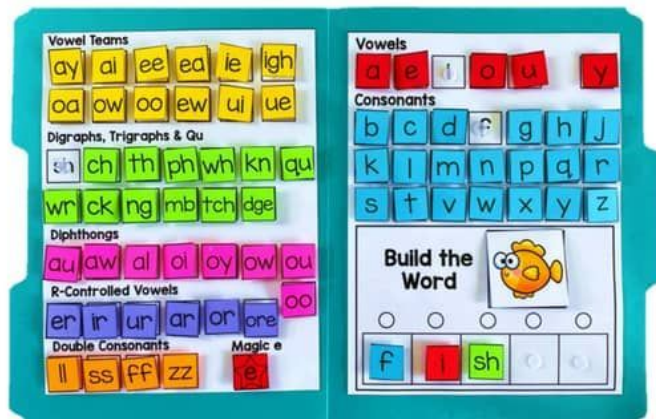 Vowel Teams
ay ai ee ea ie igh
oa ow oo ew ui ue
Digraphs, Trigraphs & Qu
sh ch th ph wh kn qu
wr ck ng mb tch dge
Diphthongs
au aw al oi oy ow ou
oo
R-Controlled Vowels
er ir ur ar or ore
Double Consonants
ll ss ff zz
Magic e
e
Vowels
a e i o u y
Consonants
b c d f g h j
k l m n p q r
s t v w x y z
Build the
Word
f i sh